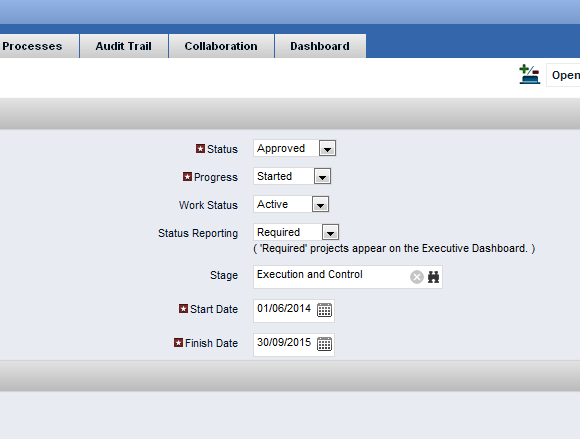 Processes Audit Trail Collaboration Dashboard
Open
Status Approved
Progress Started
Work Status Active
Status Reporting Required
( 'Required' projects appear on the Executive Dashboard. )
Stage Execution and Control
Start Date 01/06/2014
Finish Date 30/09/2015